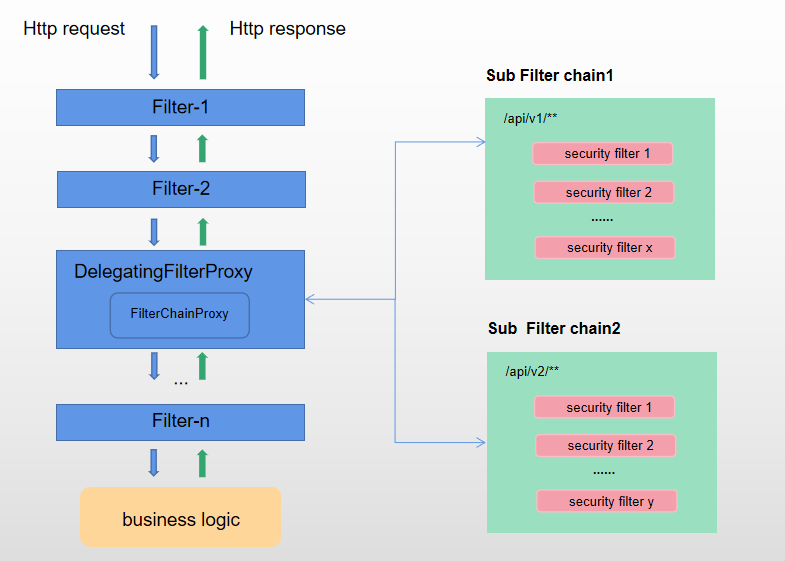 Http request
Http response
Filter-1
Filter-2
DelegatingFilterProxy
FilterChainProxy
...
Filter-n
business logic
Sub Filter chain1
/api/v1/**
security filter 1
security filter 2
......
security filter x
Sub  Filter chain2
/api/v2/**
security filter 1
security filter 2
......
security filter y